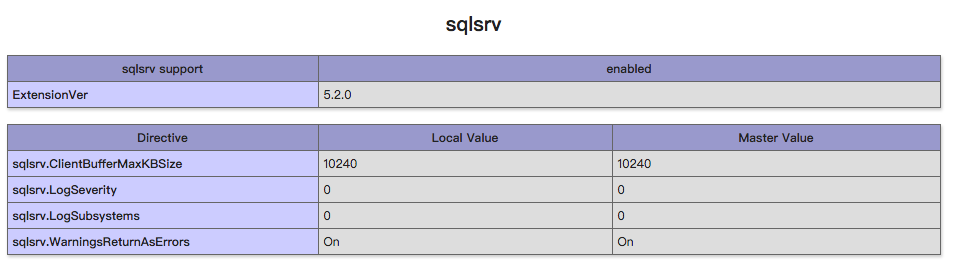 sqlsrv
sqlsrv support enabled
ExtensionVer 5.2.0
Directive Local Value Master Value
sqlsrv.ClientBufferMaxKBSize 10240 10240
sqlsrv.LogSeverity 0 0
sqlsrv.LogSubsystems 0 0
sqlsrv.WarningsReturnAsErrors On On